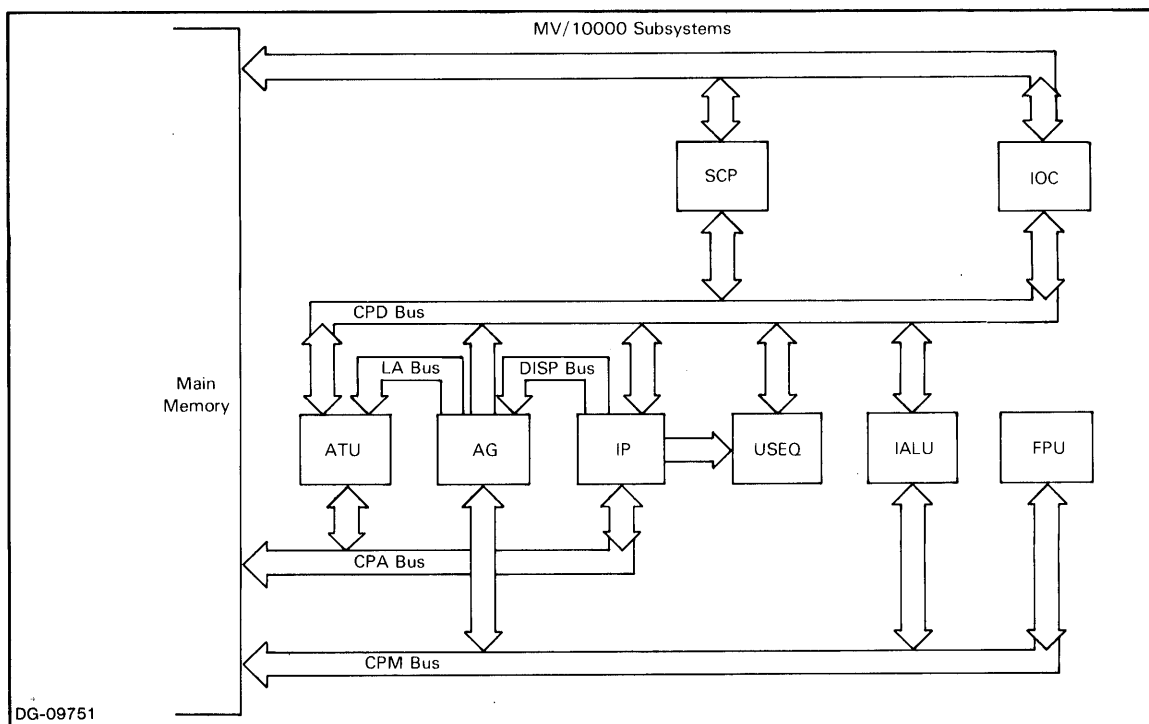 MV/10000 Subsystems
SCP
IOC
CPD Bus
LA Bus
DISP Bus
Main
Memory
ATU
AG
IP
USEQ
IALU
FPU
CPA Bus
CPM Bus
DG-09751